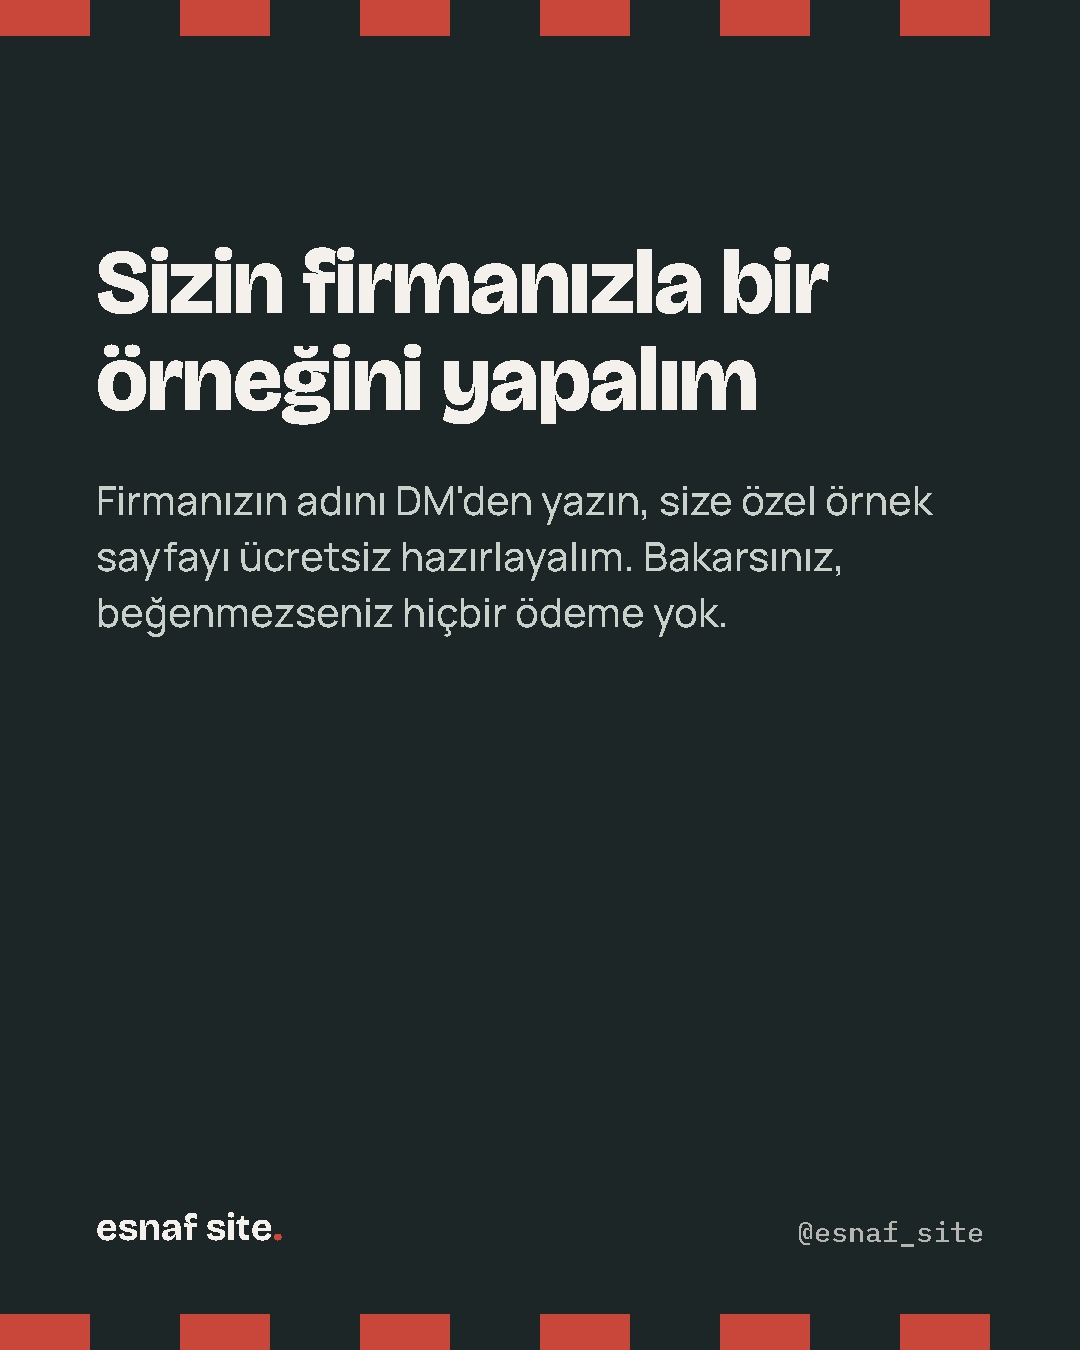 Sizin firmanızla bir
örneğini yapalım
Firmanızın adını DM'den yazın, size özel örnek
sayfayı ücretsiz hazırlayalım. Bakarsınız,
beğenmezseniz hiçbir ödeme yok.
esnaf site.
@esnaf_site